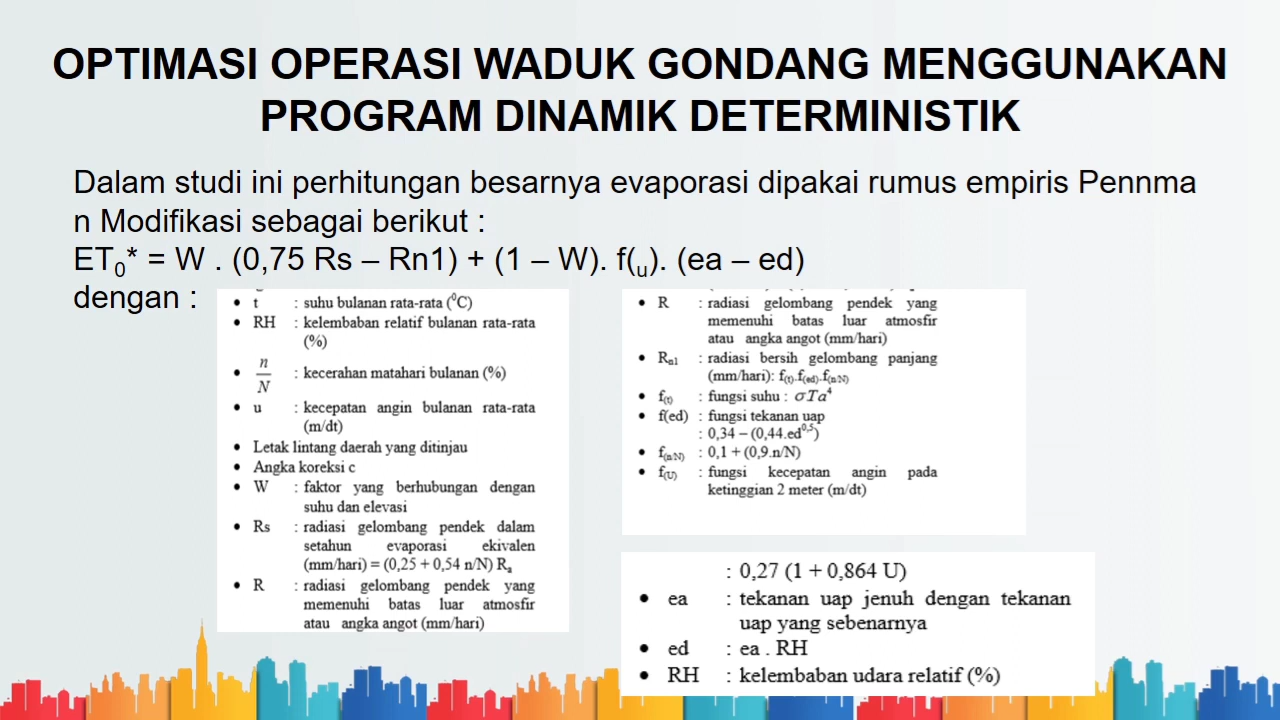 OPTIMASI OPERASI WADUK GONDANG MENGGUNAKAN
PROGRAM DINAMIK DETERMINISTIK
Dalam studi ini perhitungan besarnya evaporasi dipakai rumus empiris Pennma
n Modifikasi sebagai berikut :
ET₀* = W . (0,75 Rs – Rn1) + (1 – W). f(ᵤ). (ea – ed)
dengan :
• t : suhu bulanan rata-rata (⁰C)
• RH : kelembaban relatif bulanan rata-rata
(%)
• n/N : kecerahan matahari bulanan (%)
• u : kecepatan angin bulanan rata-rata
(m/dt)
• Letak lintang daerah yang ditinjau
• Angka koreksi c
• W : faktor yang berhubungan dengan
suhu dan elevasi
• Rs : radiasi gelombang pendek dalam
setahun evaporasi ekivalen
(mm/hari) = (0,25 + 0,54 n/N) Rₐ
• R : radiasi gelombang pendek yang
memenuhi batas luar atmosfir
atau angka angot (mm/hari)
• R : radiasi gelombang pendek yang
memenuhi batas luar atmosfir
atau angka angot (mm/hari)
• Rn1 : radiasi bersih gelombang panjang
(mm/hari): f(t).f(ed).f(n/N)
• f(t) : fungsi suhu : σTa⁴
• f(ed) : fungsi tekanan uap
: 0,34 – (0,44.ed^0,5)
• f(n/N) : 0,1 + (0,9.n/N)
• f(U) : fungsi kecepatan angin pada
ketinggian 2 meter (m/dt)
: 0,27 (1 + 0,864 U)
• ea : tekanan uap jenuh dengan tekanan
uap yang sebenarnya
• ed : ea . RH
• RH : kelembaban udara relatif (%)